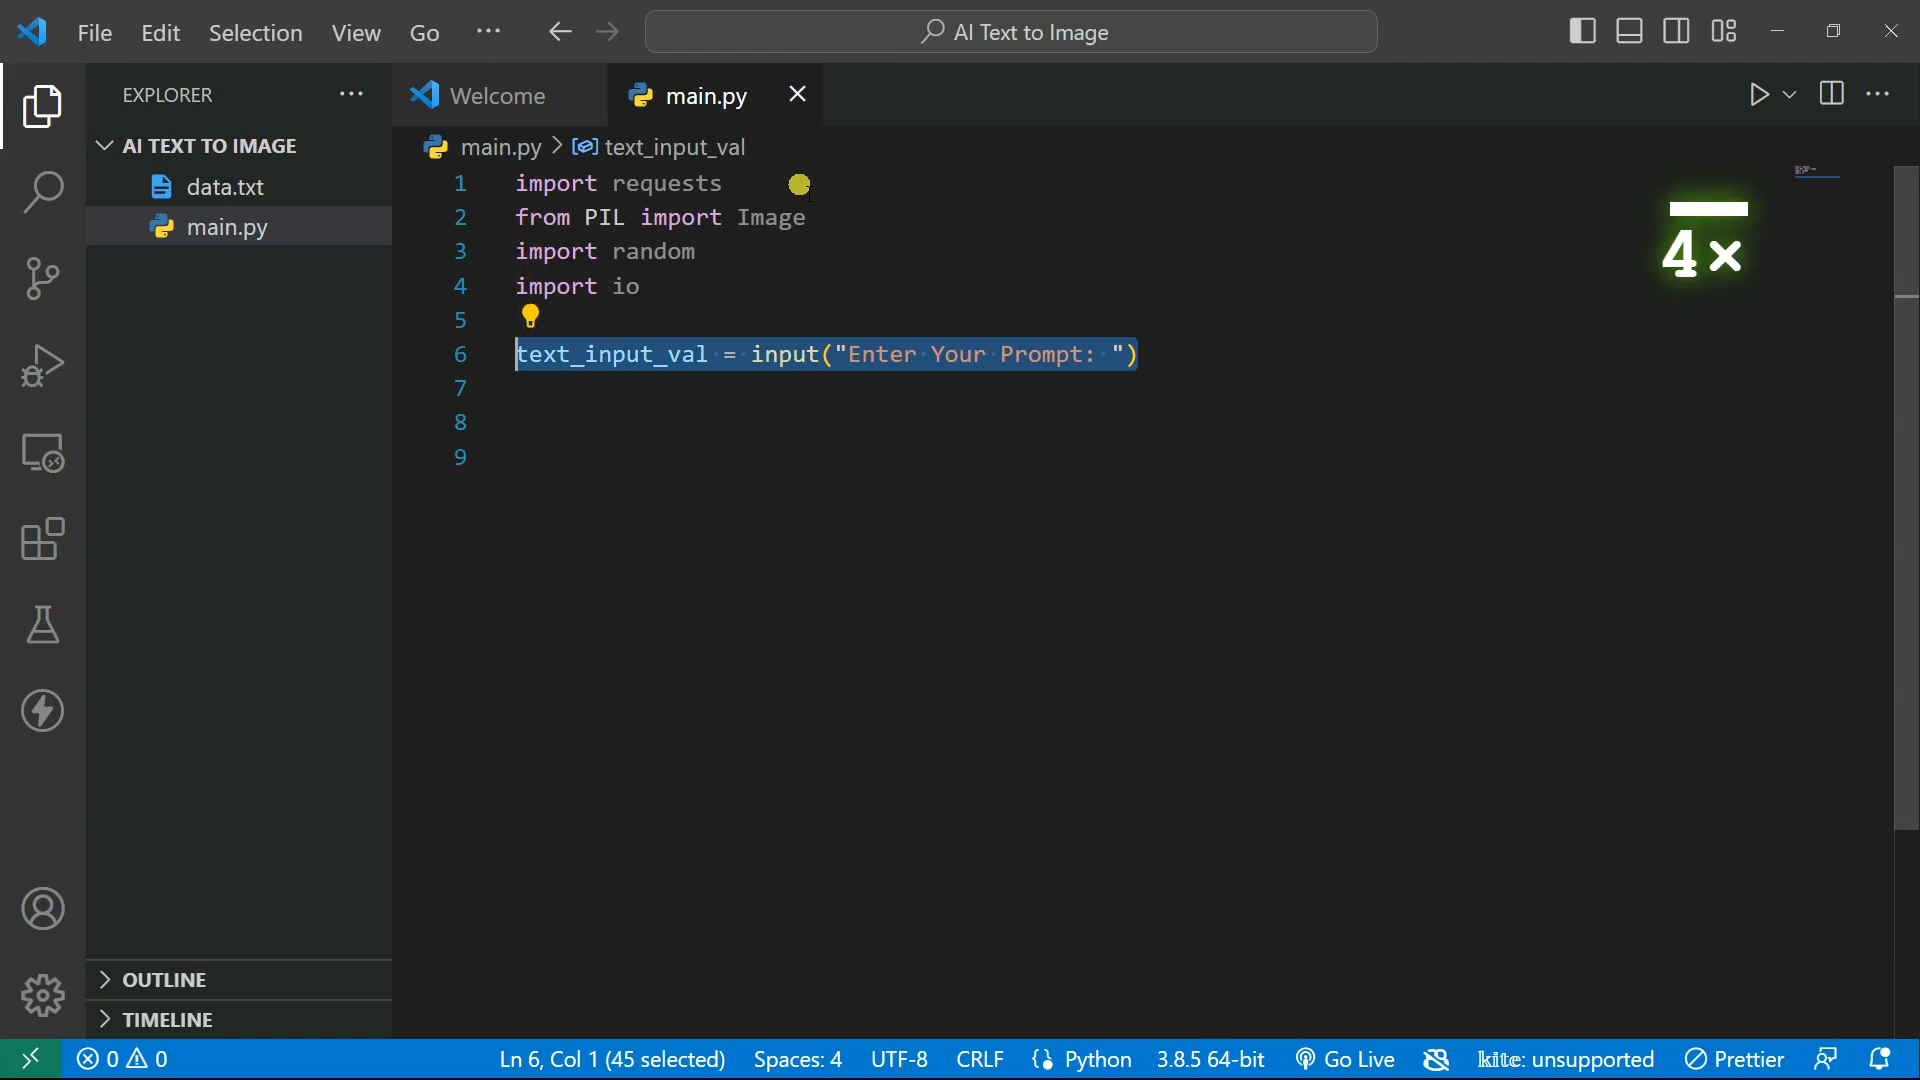 File Edit Selection View Go ··· AI Text to Image
EXPLORER ···
Welcome
main.py
AI TEXT TO IMAGE
data.txt
main.py
main.py > text_input_val
1 import requests
2 from PIL import Image
3 import random
4 import io
5
6 text_input_val = input("Enter Your Prompt: ")
7
8
9
4×
OUTLINE
TIMELINE
0 0 Ln 6, Col 1 (45 selected) Spaces: 4 UTF-8 CRLF {} Python 3.8.5 64-bit Go Live kite: unsupported Prettier